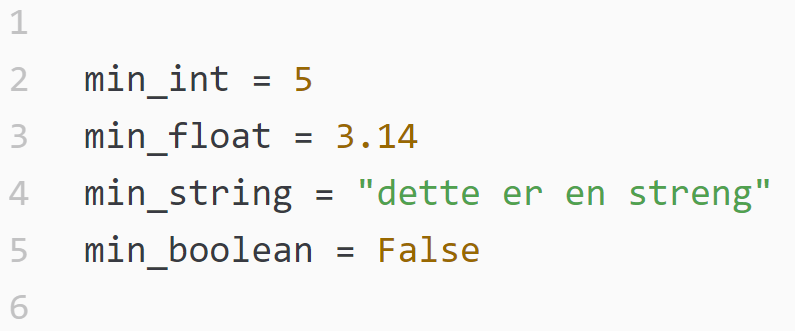 1
2 min_int = 5
3 min_float = 3.14
4 min_string = "dette er en streng"
5 min_boolean = False
6